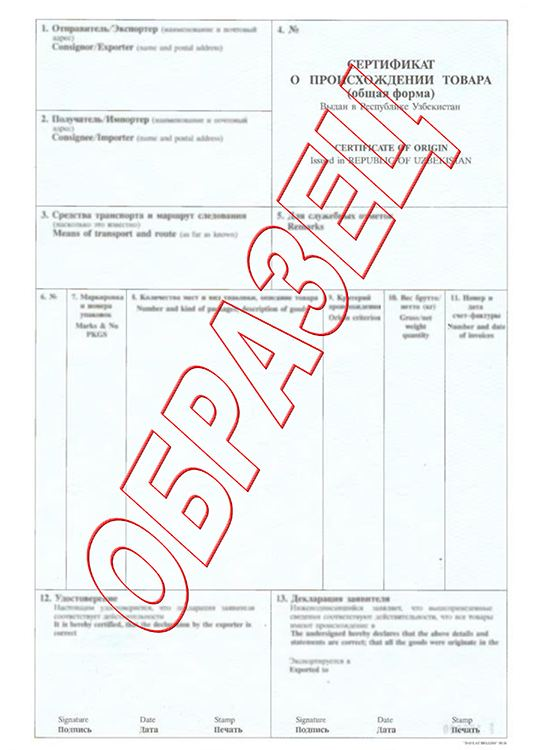 1. Отправитель/Экспортер (наименование и почтовый
адрес)
Consignor/Exporter (name and postal address)
2. Получатель/Импортер (наименование и почтовый
адрес)
Consignee/Importer (name and postal address)
3. Средства транспорта и маршрут следования
(насколько это известно)
Means of transport and route (as far as known)
4. №
СЕРТИФИКАТ
О ПРОИСХОЖДЕНИИ ТОВАРА
(общая форма)
Выдан в Республике Узбекистан
CERTIFICATE OF ORIGIN
Issued in REPUBLIC OF UZBEKISTAN
5. Для служебных отметок
Remarks
6. №
7. Маркировка
и номера
упаковок
Marks & No
PKGS
8. Количество мест и вид упаковки, описание товара
Number and kind of packages, description of goods
9. Критерий
происхождения
Origin criterion
10. Вес брутто/
нетто (кг)
Gross/net
weight
quantity
11. Номер и
дата
счет-фактуры
Number and date
of invoices
ОБРАЗЕЦ
12. Удостоверение
Настоящим удостоверяется, что декларация заявителя
соответствует действительности
It is hereby certified, that the declaration by the exporter is
correct
Signature Date Stamp
Подпись Дата Печать
13. Декларация заявителя
Нижеподписавшийся заявляет, что вышеприведенные
сведения соответствуют действительности, что все товары
имеют происхождение в
The undersigned hereby declares that the above details and
statements are correct; that all the goods were originate in the
Экспортируется в
Exported to
Signature Date Stamp
Подпись Дата Печать